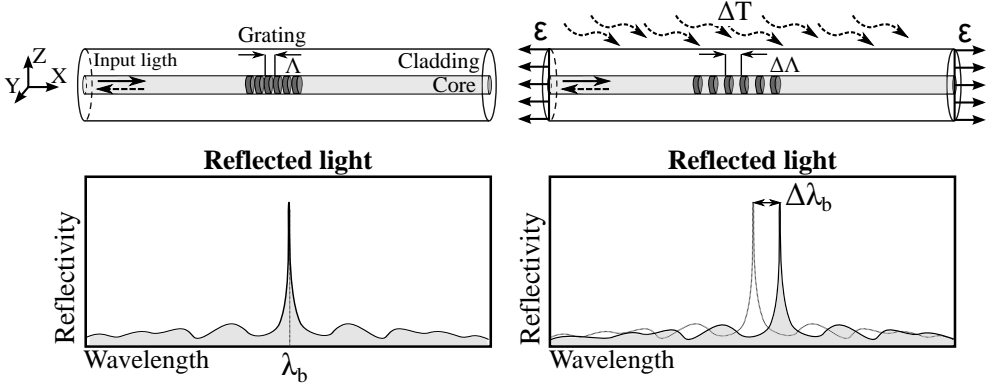 Grating
Z
Y
X
Input ligth
Λ
Cladding
Core
Reflected light
Reflectivity
Wavelength
λb
ΔT
ε
ε
ΔΛ
Reflected light
Δλb
Reflectivity
Wavelength